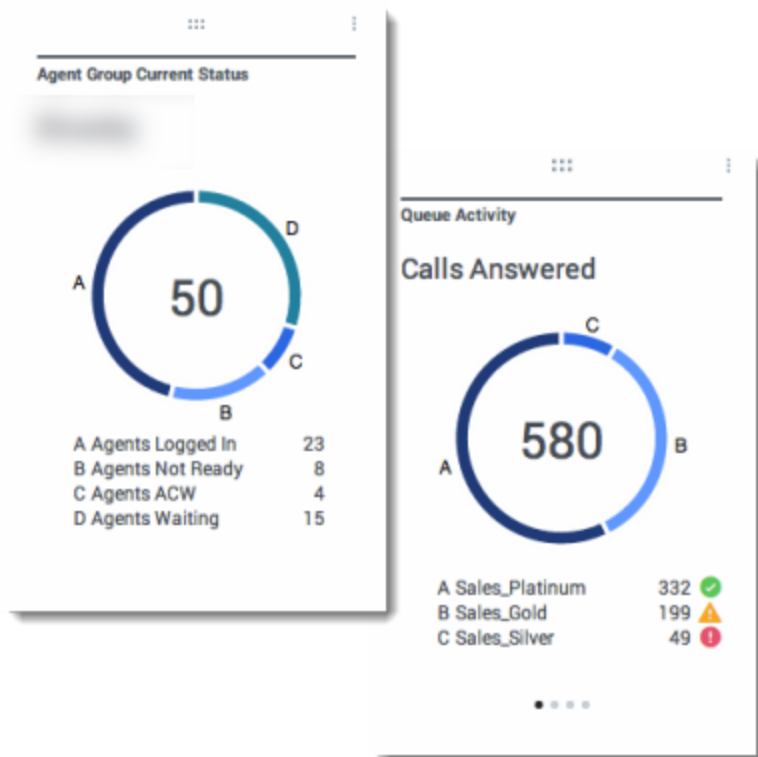 Agent Group Current Status
50
A
B
C
D
A Agents Logged In 23
B Agents Not Ready 8
C Agents ACW 4
D Agents Waiting 15
Queue Activity
Calls Answered
580
A
B
C
A Sales_Platinum 332
B Sales_Gold 199
C Sales_Silver 49